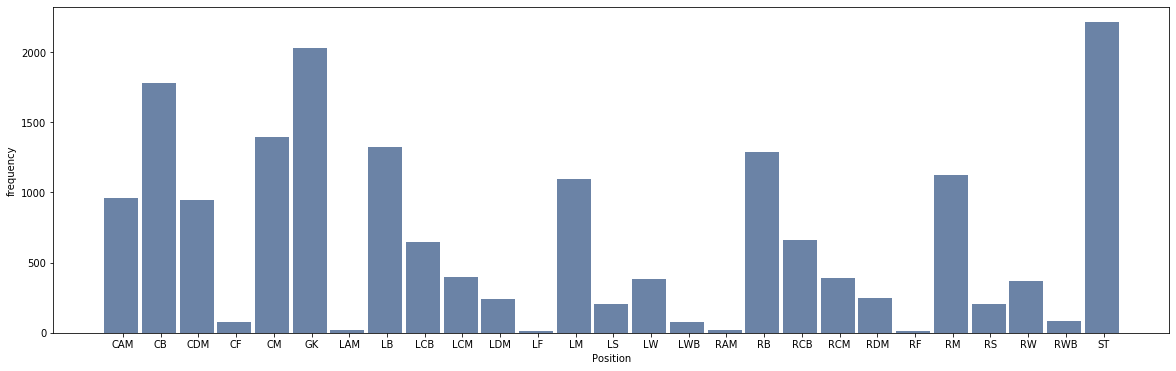 2000
1500
1000
500
0
frequency
CAM CB CDM CF CM GK LAM LB LCB LCM LDM LF LM LS LW LWB RAM RB RCB RCM RDM RF RM RS RW RWB ST
Position